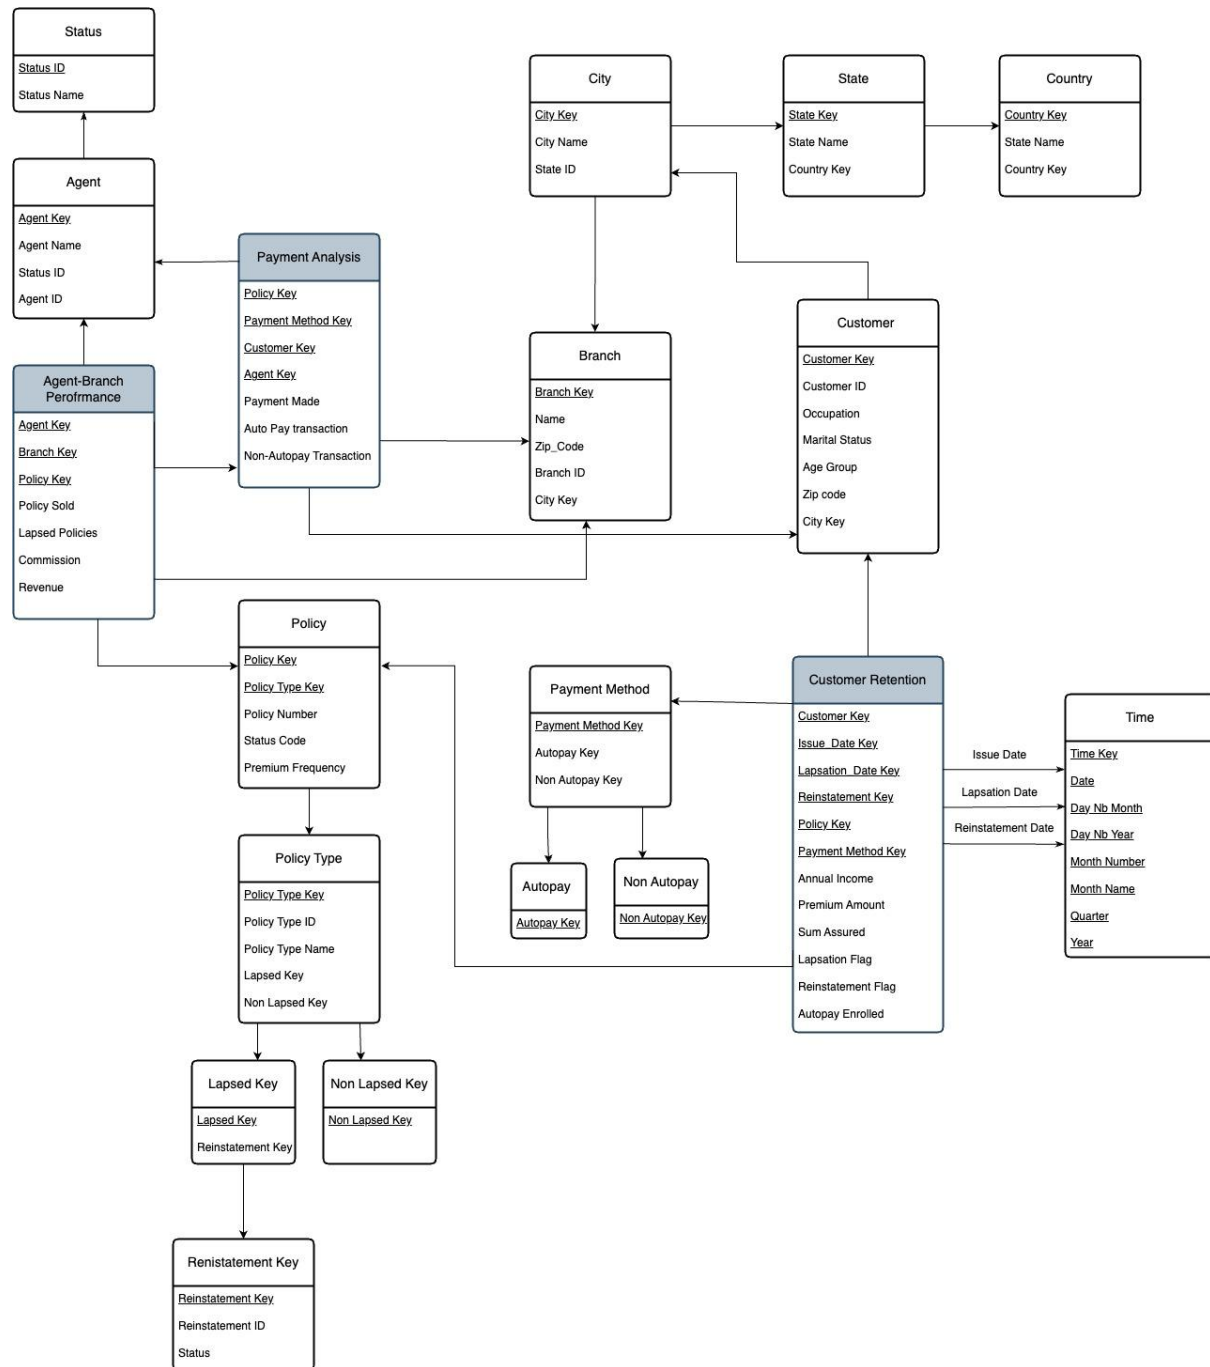 Status
Status ID
Status Name
Agent
Agent Key
Agent Name
Status ID
Agent ID
Agent-Branch
Perofrmance
Agent Key
Branch Key
Policy Key
Policy Sold
Lapsed Policies
Commission
Revenue
Payment Analysis
Policy Key
Payment Method Key
Customer Key
Agent Key
Payment Made
Auto Pay transaction
Non-Autopay Transaction
City
City Key
City Name
State ID
State
State Key
State Name
Country Key
Country
Country Key
State Name
Country Key
Branch
Branch Key
Name
Zip_Code
Branch ID
City Key
Customer
Customer Key
Customer ID
Occupation
Marital Status
Age Group
Zip code
City Key
Policy
Policy Key
Policy Type Key
Policy Number
Status Code
Premium Frequency
Policy Type
Policy Type Key
Policy Type ID
Policy Type Name
Lapsed Key
Non Lapsed Key
Lapsed Key
Lapsed Key
Reinstatement Key
Non Lapsed Key
Non Lapsed Key
Renistatement Key
Reinstatement Key
Reinstatement ID
Status
Payment Method
Payment Method Key
Autopay Key
Non Autopay Key
Autopay
Autopay Key
Non Autopay
Non Autopay Key
Customer Retention
Customer Key
Issue_Date Key
Lapsation_Date Key
Reinstatement Key
Policy Key
Payment Method Key
Annual Income
Premium Amount
Sum Assured
Lapsation Flag
Reinstatement Flag
Autopay Enrolled
Issue Date
Lapsation Date
Reinstatement Date
Time
Time Key
Date
Day Nb Month
Day Nb Year
Month Number
Month Name
Quarter
Year